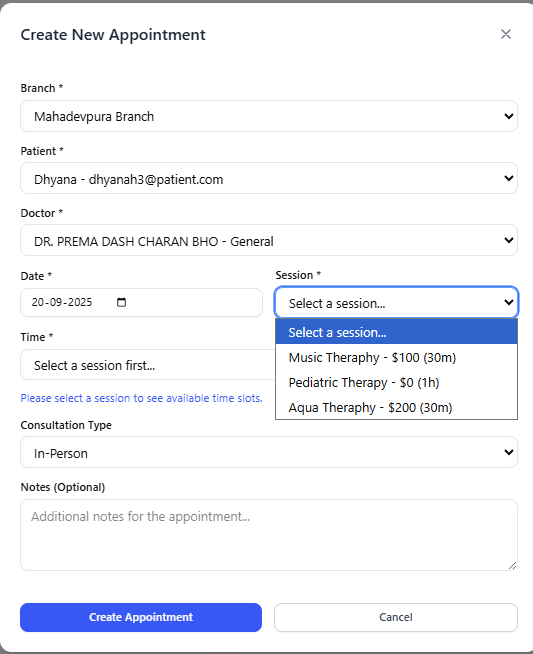 Create New Appointment
Branch *
Mahadevpura Branch
Patient *
Dhyana - dhyanah3@patient.com
Doctor *
DR. PREMA DASH CHARAN BHO - General
Date *
20-09-2025
Session *
Select a session...
Select a session...
Music Theraphy - $100 (30m)
Pediatric Therapy - $0 (1h)
Aqua Theraphy - $200 (30m)
Time *
Select a session first...
Please select a session to see available time slots.
Consultation Type
In-Person
Notes (Optional)
Additional notes for the appointment...
Create Appointment
Cancel